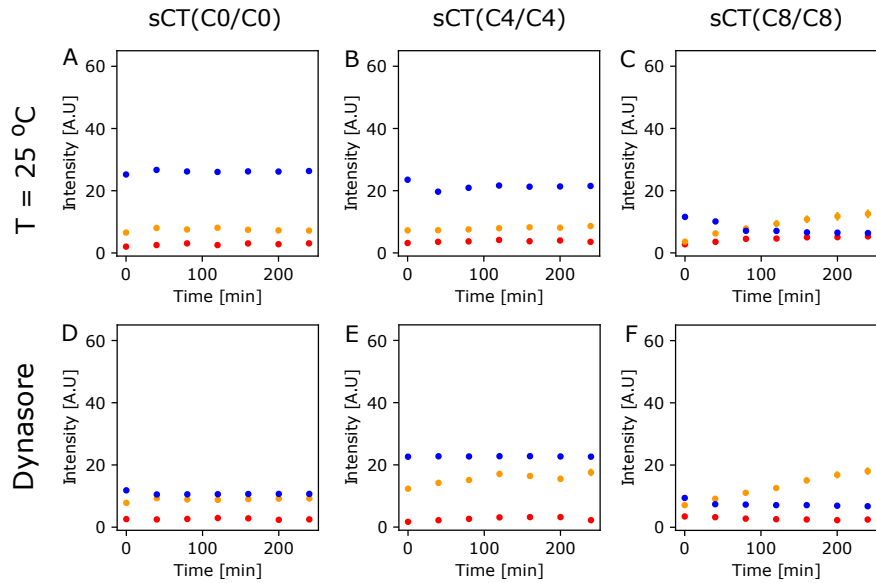 sCT(C0/C0) sCT(C4/C4) sCT(C8/C8)
T = 25 ⁰C
A
60
40
20
0
Intensity [A.U]
0 100 200
Time [min]
B
60
40
20
0
Intensity [A.U]
0 100 200
Time [min]
C
60
40
20
0
Intensity [A.U]
0 100 200
Time [min]
Dynasore
D
60
40
20
0
Intensity [A.U]
0 100 200
Time [min]
E
60
40
20
0
Intensity [A.U]
0 100 200
Time [min]
F
60
40
20
0
Intensity [A.U]
0 100 200
Time [min]